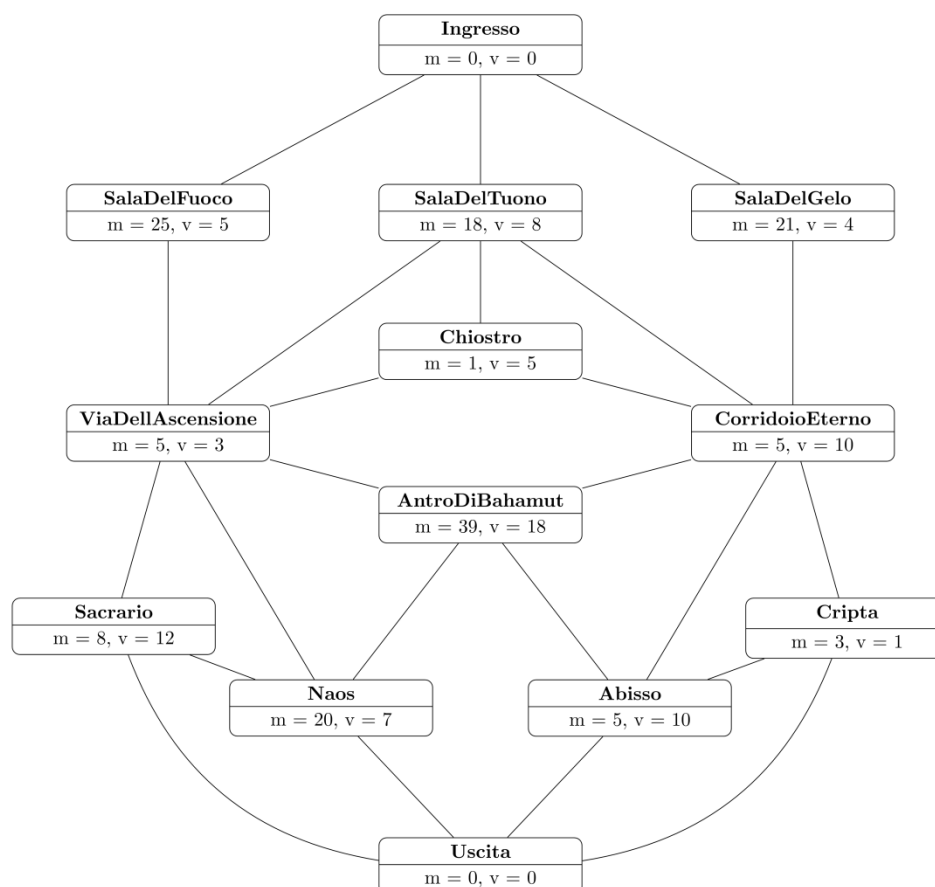 Ingresso
m = 0, v = 0
SalaDelFuoco
m = 25, v = 5
SalaDelTuono
m = 18, v = 8
SalaDelGelo
m = 21, v = 4
Chiostro
m = 1, v = 5
ViaDellAscensione
m = 5, v = 3
CorridoioEterno
m = 5, v = 10
AntroDiBahamut
m = 39, v = 18
Sacrario
m = 8, v = 12
Cripta
m = 3, v = 1
Naos
m = 20, v = 7
Abisso
m = 5, v = 10
Uscita
m = 0, v = 0